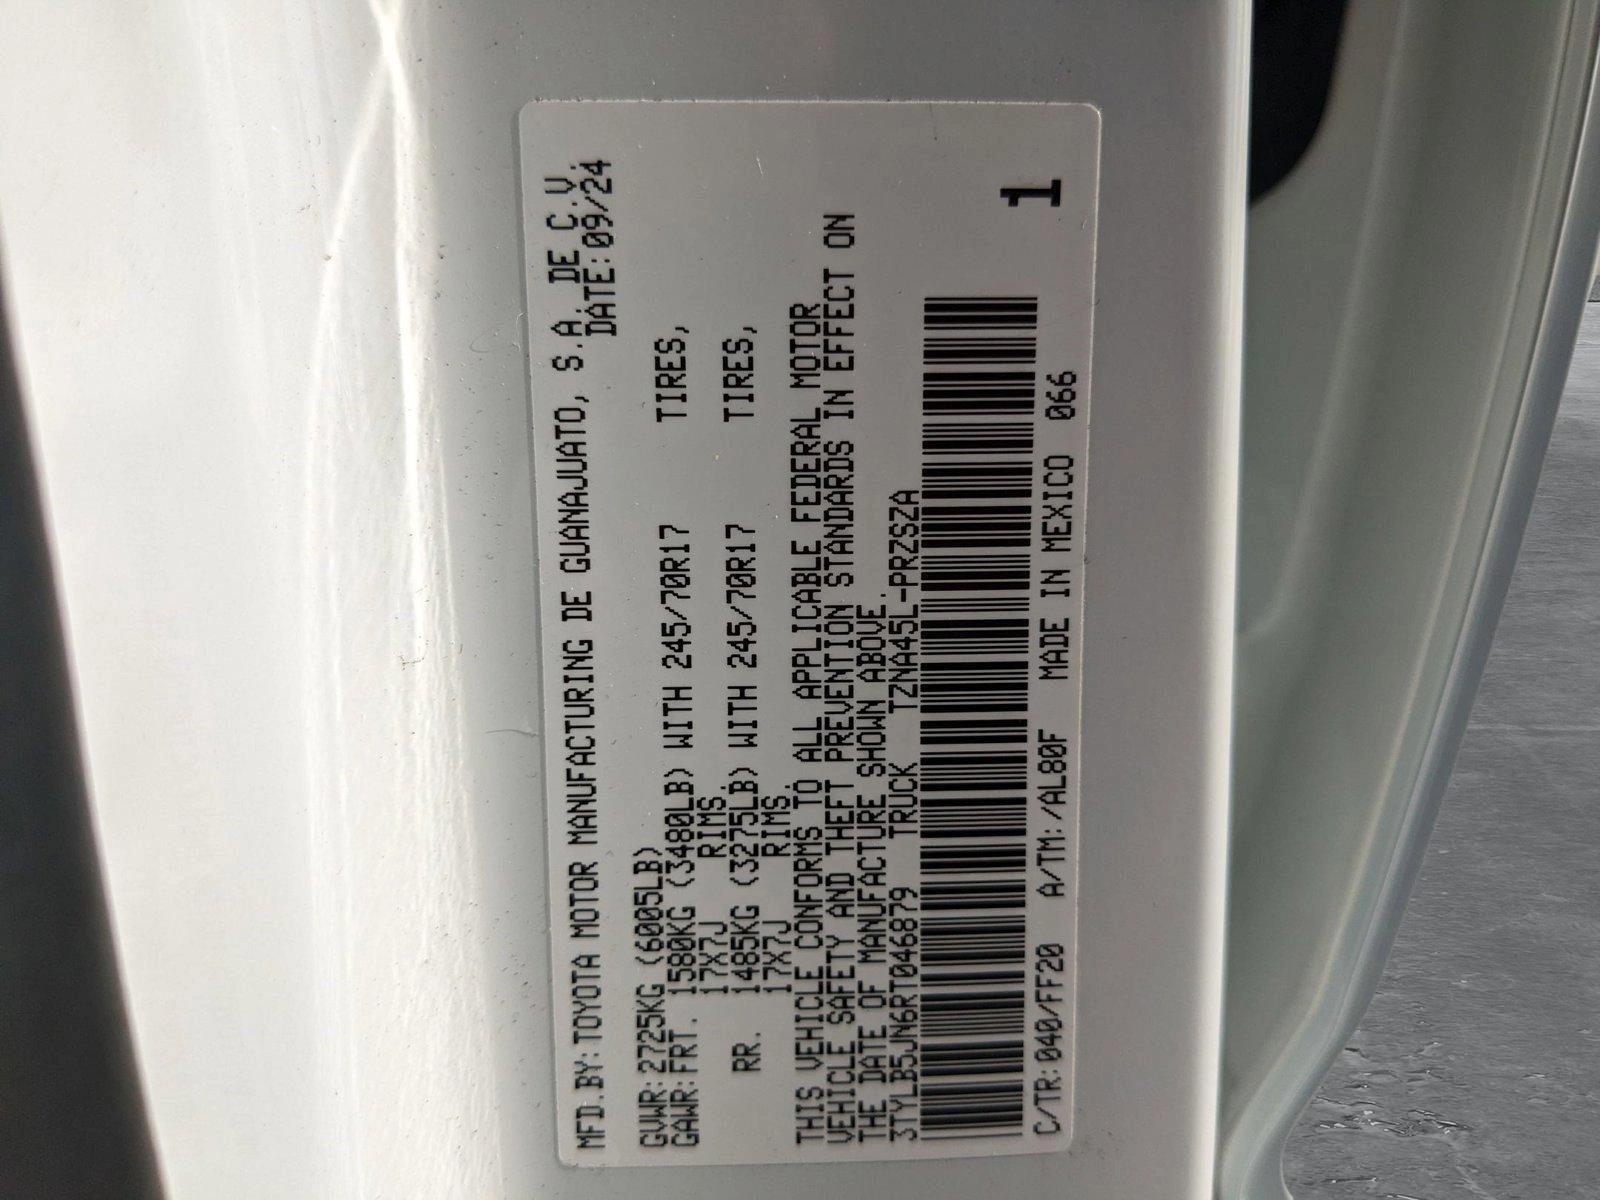 MFD.BY:TOYOTA MOTOR MANUFACTURING DE GUANAJUATO, S.A.DE C.V.
DATE:09/24
GVWR:2725KG (6005LB)
GAWR:FRT. 1580KG (3480LB) WITH 245/70R17 TIRES,
17X7J RIMS.
RR. 1485KG (3275LB) WITH 245/70R17 TIRES,
17X7J RIMS.
THIS VEHICLE CONFORMS TO ALL APPLICABLE FEDERAL MOTOR
VEHICLE SAFETY AND THEFT PREVENTION STANDARDS IN EFFECT ON
THE DATE OF MANUFACTURE SHOWN ABOVE.
3TYLB5JN6RT046879 TRUCK TZNA45L-PRZSZA
1
C/TR:040/FF20 A/TM:/AL80F MADE IN MEXICO 066